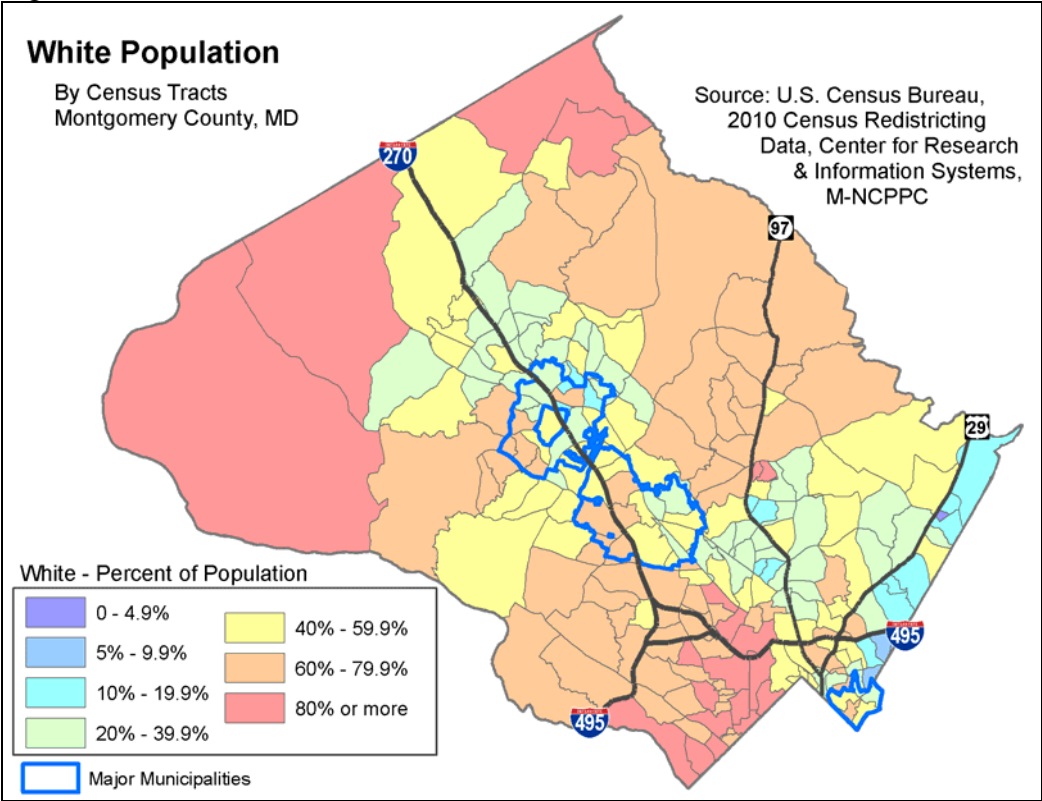 White Population
By Census Tracts
Montgomery County, MD
Source: U.S. Census Bureau,
2010 Census Redistricting
Data, Center for Research
& Information Systems,
M-NCPPC
270
97
29
495
495
White - Percent of Population
0 - 4.9%
5% - 9.9%
10% - 19.9%
20% - 39.9%
40% - 59.9%
60% - 79.9%
80% or more
Major Municipalities